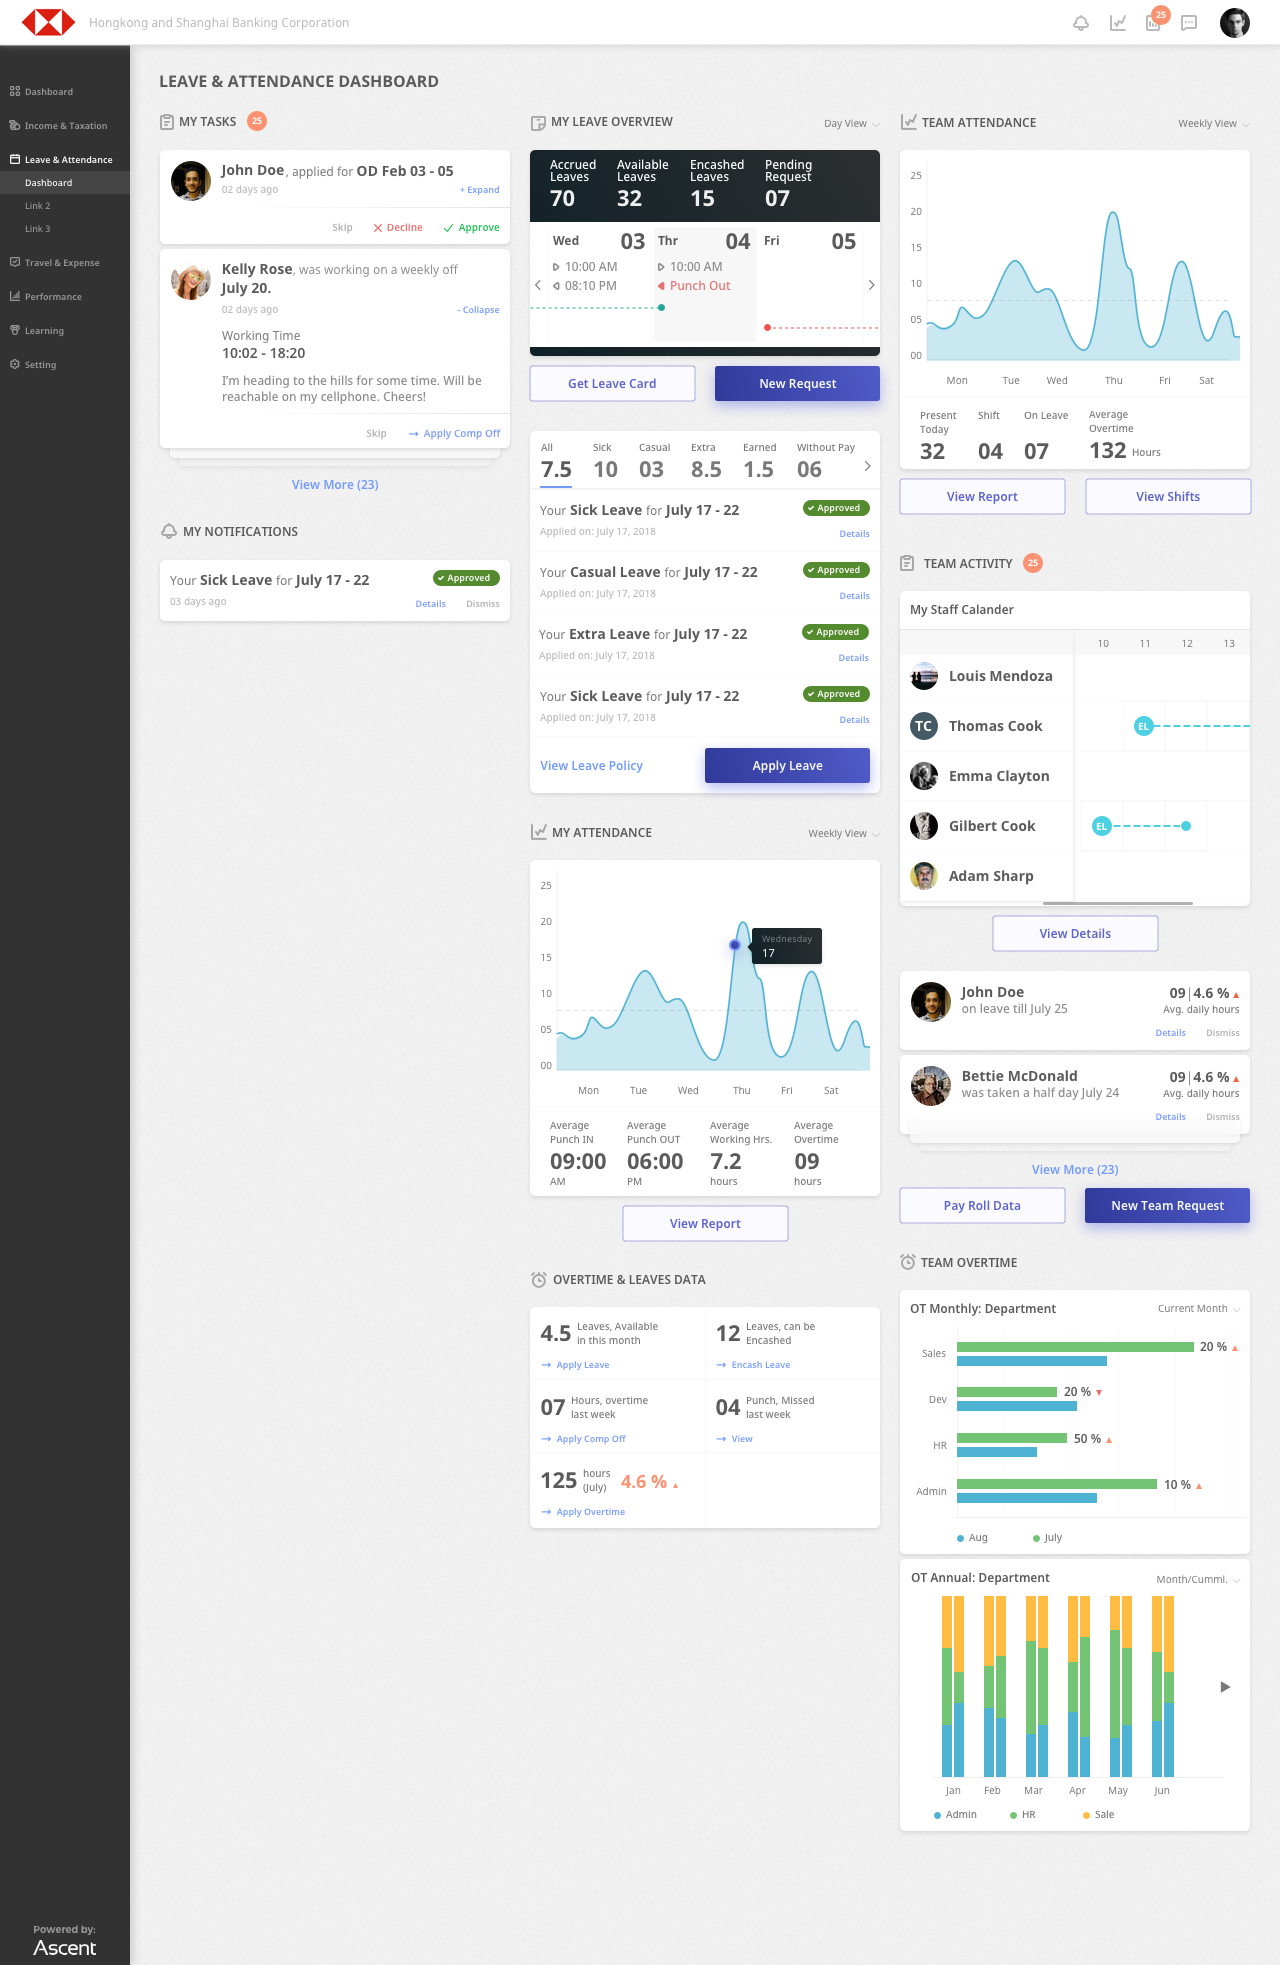 Hongkong and Shanghai Banking Corporation
25
Dashboard
Income & Taxation
Leave & Attendance
Dashboard
Link 2
Link 3
Travel & Expense
Performance
Learning
Setting
Powered by:
Ascent
LEAVE & ATTENDANCE DASHBOARD
MY TASKS 25
John Doe, applied for OD Feb 03 - 05
02 days ago + Expand
Skip Decline Approve
Kelly Rose, was working on a weekly off
July 20.
02 days ago - Collapse
Working Time
10:02 - 18:20
I'm heading to the hills for some time. Will be
reachable on my cellphone. Cheers!
Skip Apply Comp Off
View More (23)
MY NOTIFICATIONS
Your Sick Leave for July 17 - 22 Approved
03 days ago Details Dismiss
MY LEAVE OVERVIEW Day View
Accrued Available Encashed Pending
Leaves Leaves Leaves Request
70 32 15 07
Wed 03 Thr 04 Fri 05
10:00 AM 10:00 AM
08:10 PM Punch Out
Get Leave Card New Request
All Sick Casual Extra Earned Without Pay
7.5 10 03 8.5 1.5 06
Your Sick Leave for July 17 - 22 Approved
Applied on: July 17, 2018 Details
Your Casual Leave for July 17 - 22 Approved
Applied on: July 17, 2018 Details
Your Extra Leave for July 17 - 22 Approved
Applied on: July 17, 2018 Details
Your Sick Leave for July 17 - 22 Approved
Applied on: July 17, 2018 Details
View Leave Policy Apply Leave
MY ATTENDANCE Weekly View
25
20
15
10
05
00
Wednesday
17
Mon Tue Wed Thu Fri Sat
Average Average Average Average
Punch IN Punch OUT Working Hrs. Overtime
09:00 06:00 7.2 09
AM PM hours hours
View Report
OVERTIME & LEAVES DATA
4.5 Leaves, Available
in this month
Apply Leave
12 Leaves, can be
Encashed
Encash Leave
07 Hours, overtime
last week
Apply Comp Off
04 Punch, Missed
last week
View
125 hours
(July) 4.6 %
Apply Overtime
TEAM ATTENDANCE Weekly View
25
20
15
10
05
00
Mon Tue Wed Thu Fri Sat
Present Shift On Leave Average
Today Overtime
32 04 07 132 Hours
View Report View Shifts
TEAM ACTIVITY 25
My Staff Calander
10 11 12 13
Louis Mendoza
TC Thomas Cook EL
Emma Clayton
Gilbert Cook EL
Adam Sharp
View Details
John Doe 09 | 4.6 %
on leave till July 25 Avg. daily hours
Details Dismiss
Bettie McDonald 09 | 4.6 %
was taken a half day July 24 Avg. daily hours
Details Dismiss
View More (23)
Pay Roll Data New Team Request
TEAM OVERTIME
OT Monthly: Department Current Month
Sales 20 %
Dev 20 %
HR 50 %
Admin 10 %
Aug July
OT Annual: Department Month/Cumml.
Jan Feb Mar Apr May Jun
Admin HR Sale